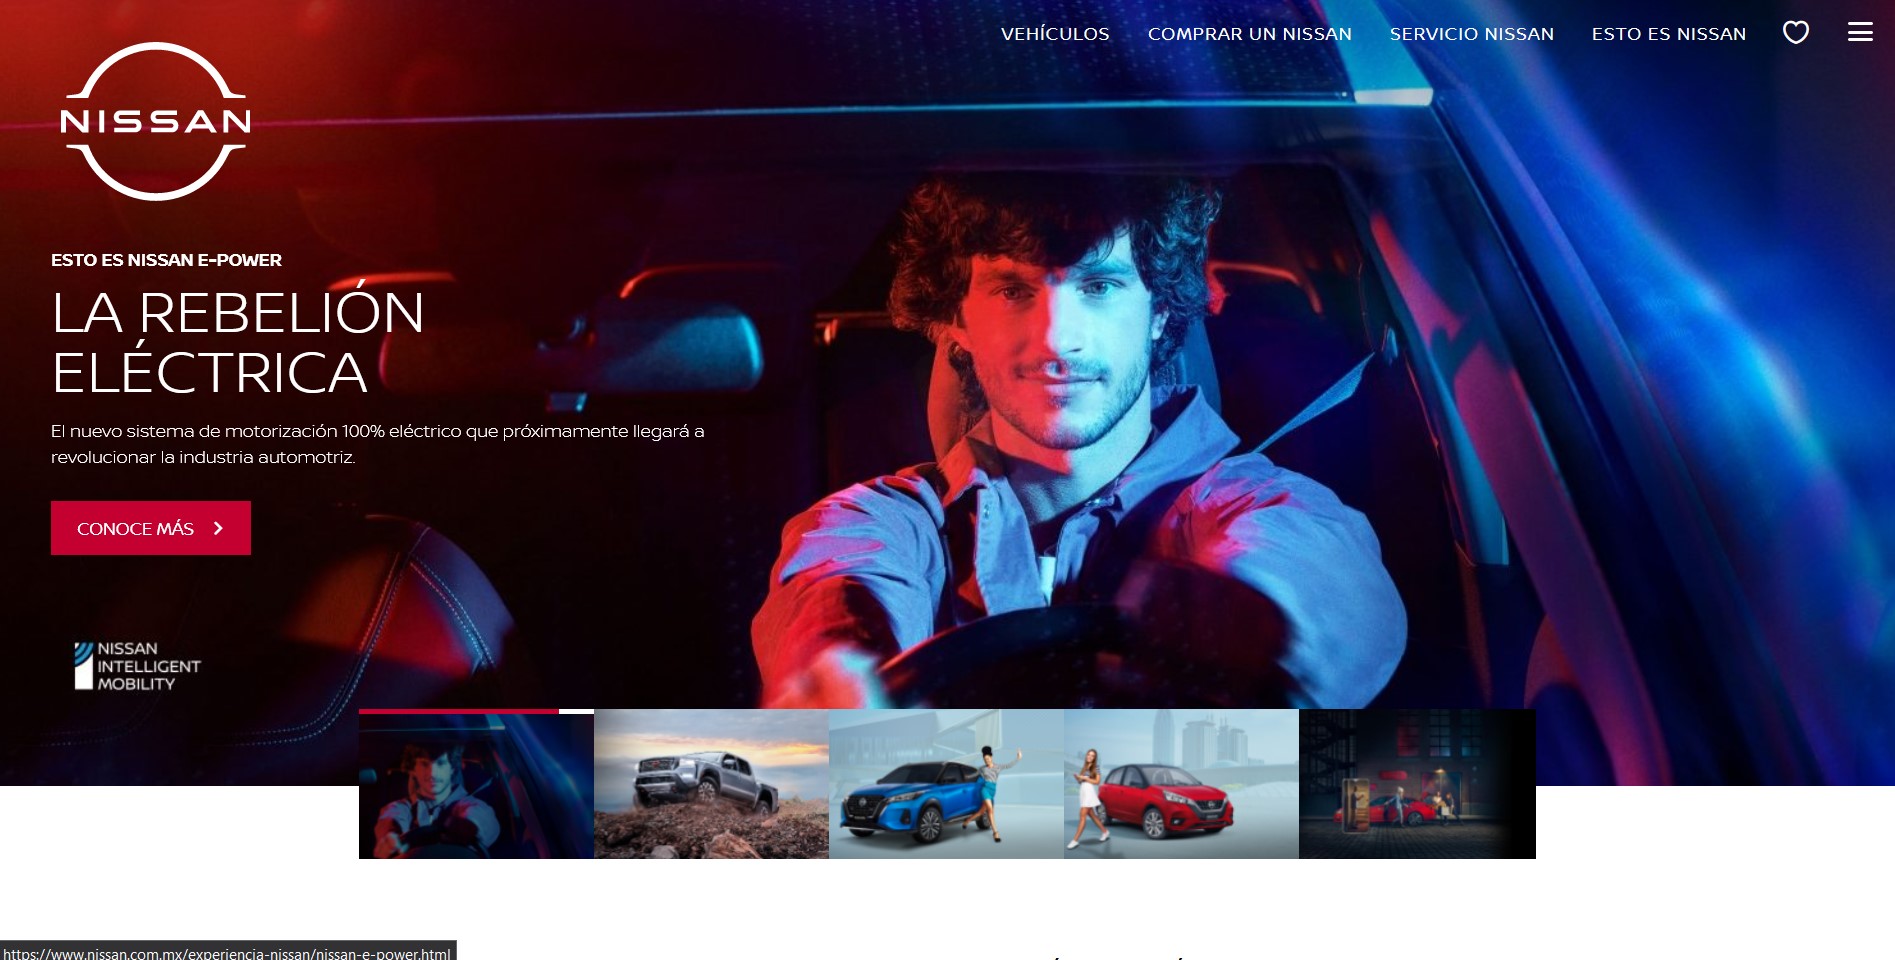 VEHÍCULOS COMPRAR UN NISSAN SERVICIO NISSAN ESTO ES NISSAN
NISSAN
ESTO ES NISSAN E-POWER
LA REBELIÓN
ELÉCTRICA
El nuevo sistema de motorización 100% eléctrico que próximamente llegará a
revolucionar la industria automotriz.
CONOCE MÁS
NISSAN
INTELLIGENT
MOBILITY
https://www.nissan.com.mx/experiencia-nissan/nissan-e-power.html